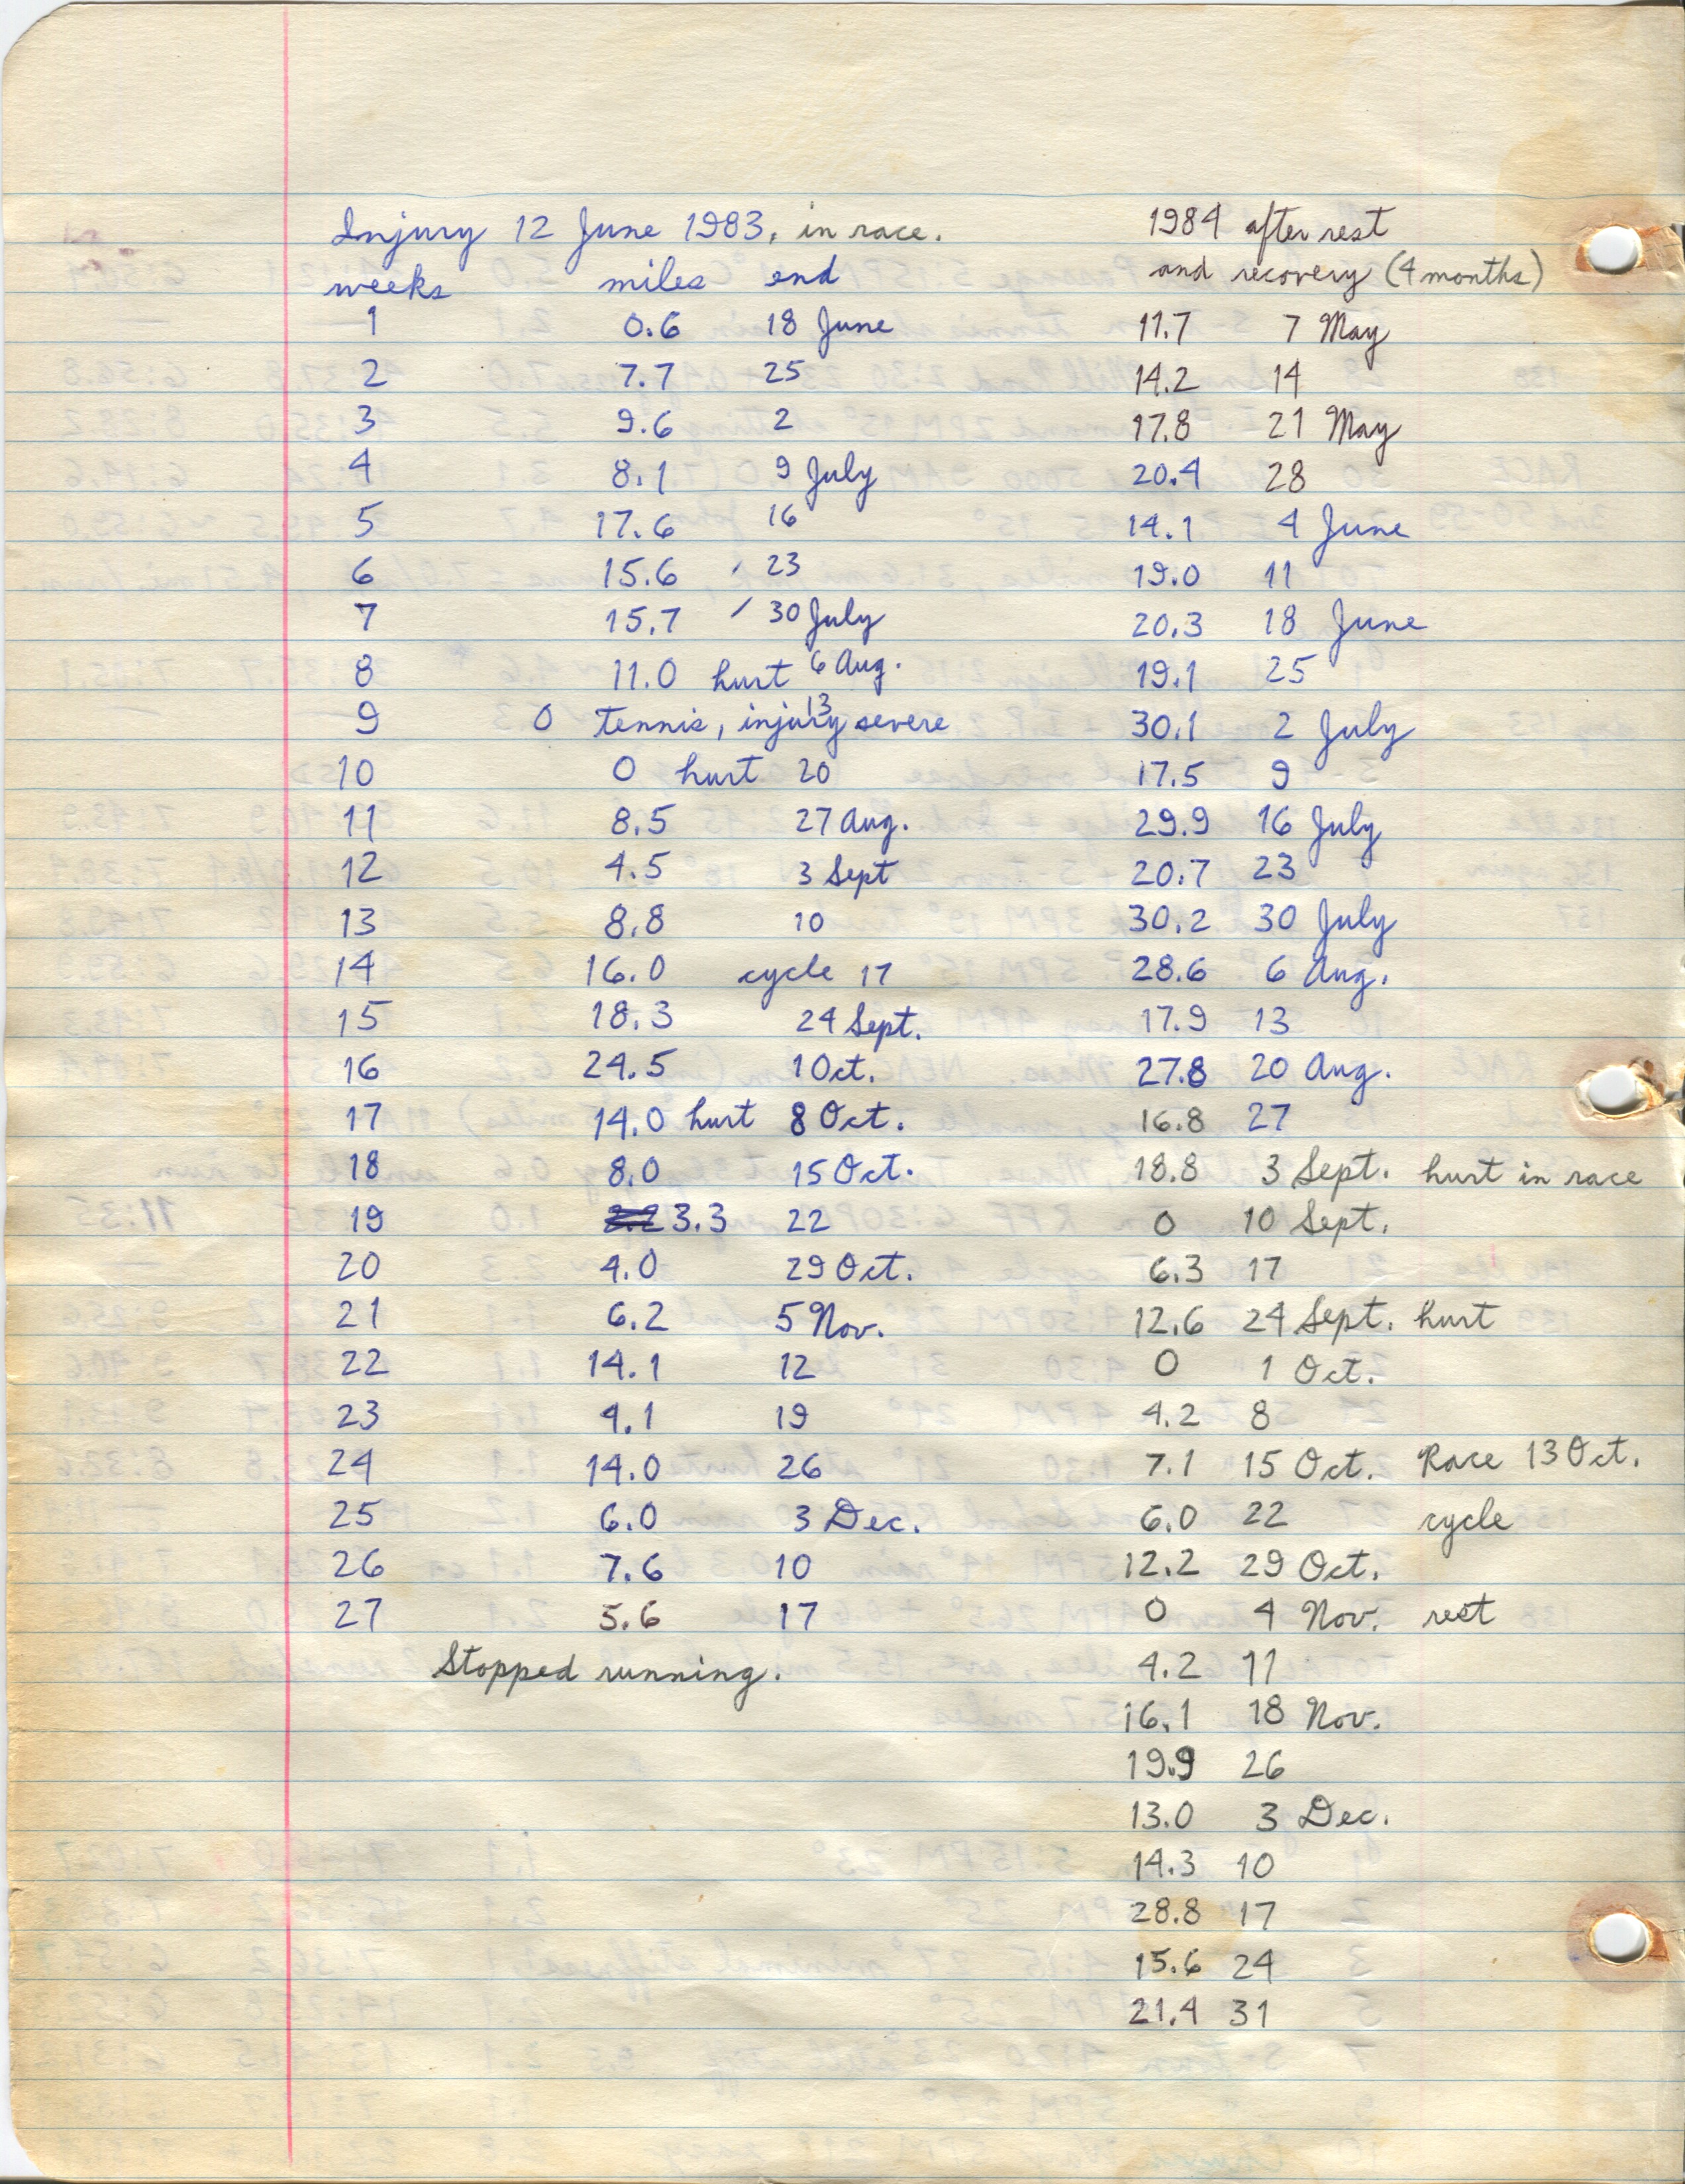 Injury 12 June 1983, in race. 1984 after rest
weeks miles end and recovery (4 months)
1 0.6 18 June 11.7 7 May
2 7.7 25 14.2 14
3 9.6 2 17.8 21 May
4 8.1 9 July 20.4 28
5 17.6 16 14.1 4 June
6 15.6 23 19.0 11
7 15.7 30 July 20.3 18 June
8 11.0 hurt 6 Aug. 19.1 25
9 0 tennis, injury severe 13 30.1 2 July
10 0 hurt 20 17.5 9
11 8.5 27 Aug. 29.9 16 July
12 4.5 3 Sept 20.7 23
13 8.8 10 30.2 30 July
14 16.0 cycle 17 28.6 6 Aug.
15 18.3 24 Sept. 17.9 13
16 24.5 1 Oct. 27.8 20 Aug.
17 14.0 hurt 8 Oct. 16.8 27
18 8.0 15 Oct. 18.8 3 Sept. hurt in race
19 3.3 22 0 10 Sept.
20 4.0 29 Oct. 6.3 17
21 6.2 5 Nov. 12.6 24 Sept. hurt
22 14.1 12 0 1 Oct.
23 4.1 19 4.2 8
24 14.0 26 7.1 15 Oct. Race 13 Oct.
25 6.0 3 Dec. 6.0 22 cycle
26 7.6 10 12.2 29 Oct.
27 5.6 17 0 4 Nov. rest
Stopped running. 4.2 11
16.1 18 Nov.
19.9 26
13.0 3 Dec.
14.3 10
28.8 17
15.6 24
21.4 31